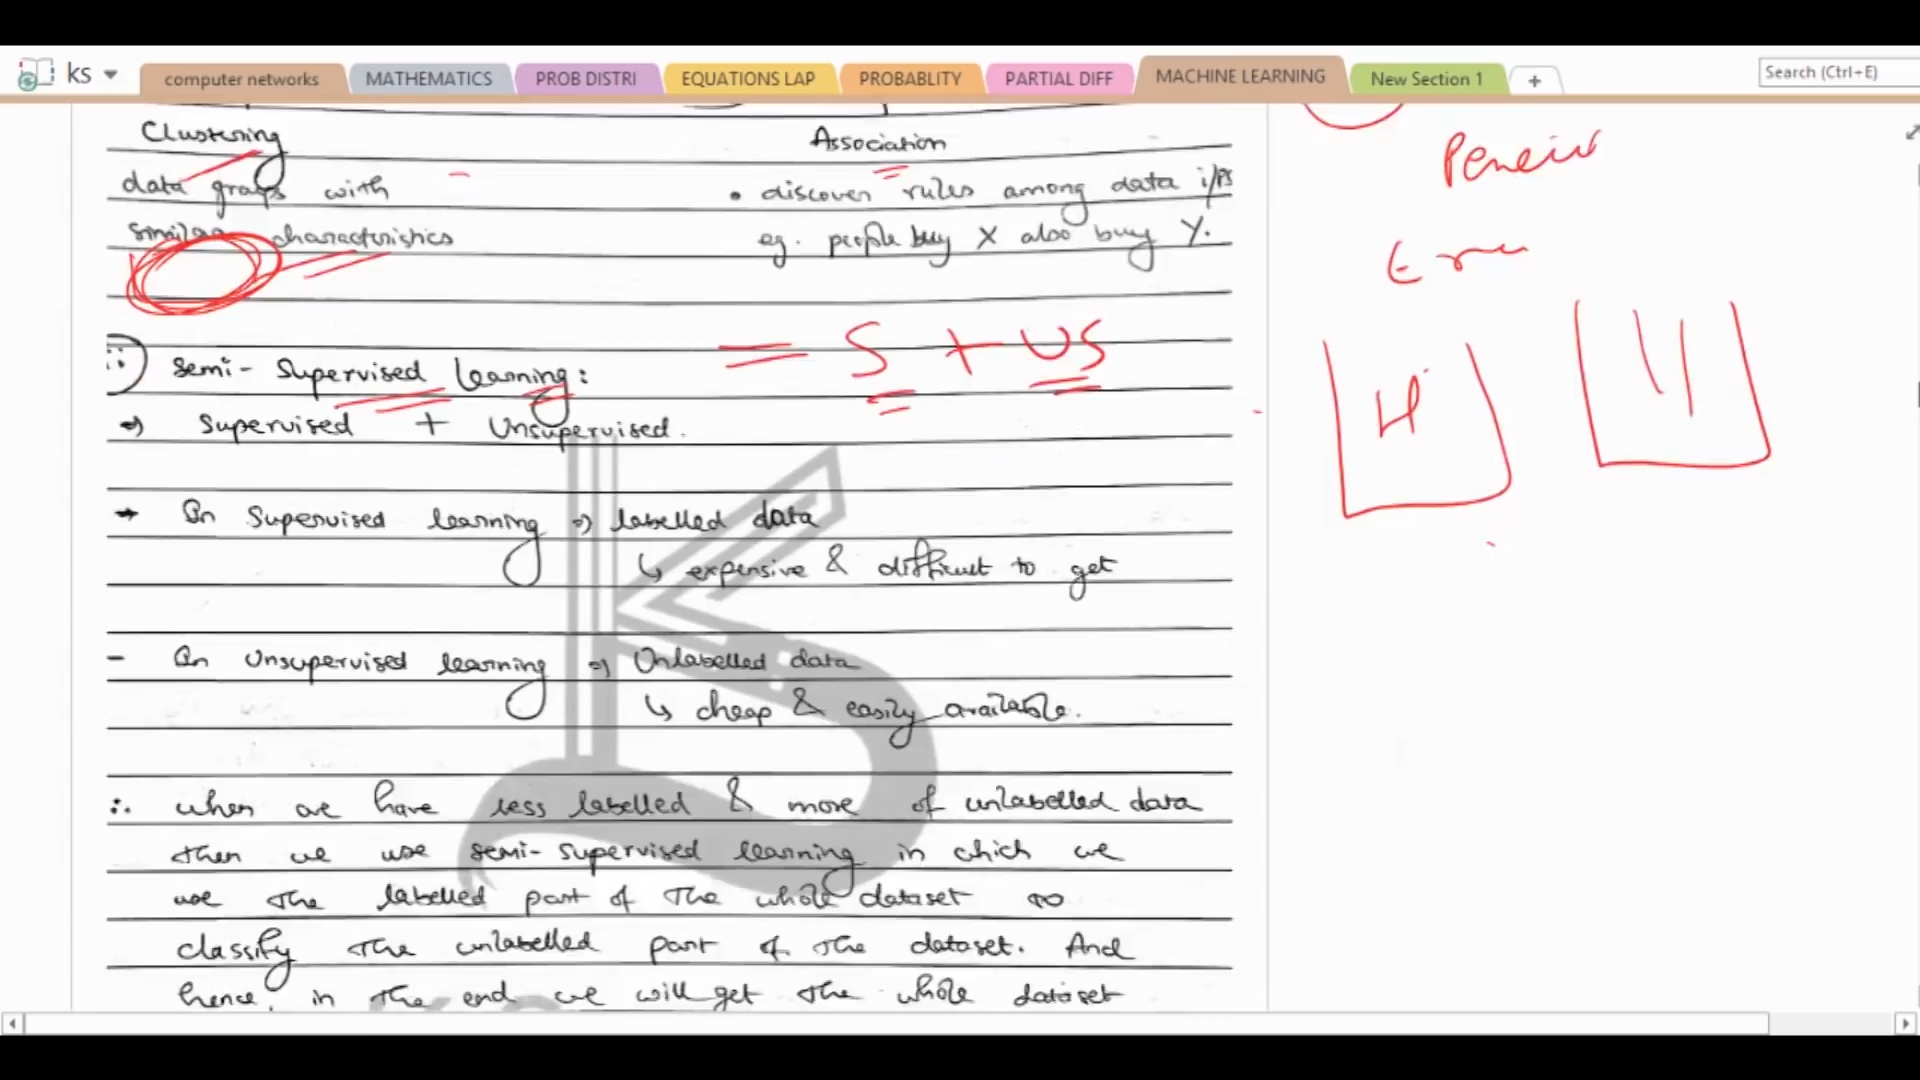 ks
computer networks
MATHEMATICS
PROB DISTRI
EQUATIONS LAP
PROBABLITY
PARTIAL DIFF
MACHINE LEARNING
New Section 1
+
Search (Ctrl+E)
Clustering
data groups with
similar characteristics
Association
• discover rules among data i/ps
eg. people buy X also buy Y.
Semi-Supervised Learning:
= S + US
⇒ Supervised + Unsupervised.
→ In Supervised learning ⇒ labelled data
↳ expensive & difficult to get
- In Unsupervised learning ⇒ Unlabelled data
↳ cheap & easily available.
∴ when we have less labelled & more of unlabelled data
then we use semi-supervised learning in which we
use the labelled part of the whole dataset to
classify the unlabelled part of the dataset. And
hence, in the end we will get the whole dataset